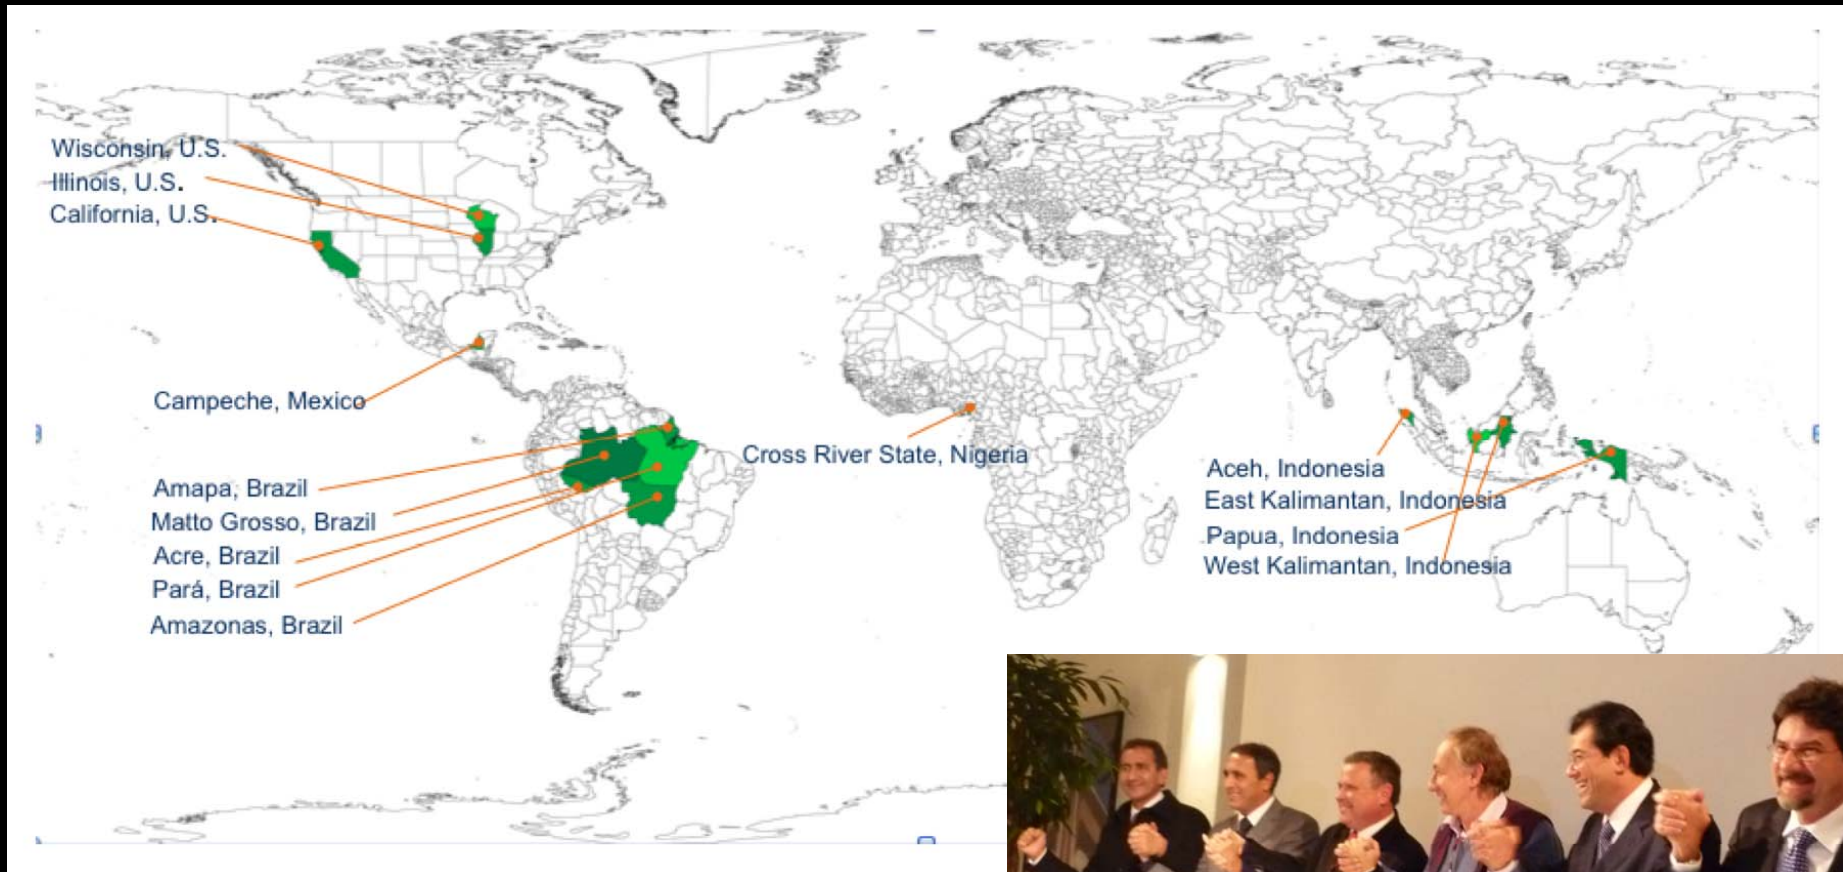 Wisconsin, U.S.
Illinois, U.S.
California, U.S.
Campeche, Mexico
Amapa, Brazil
Matto Grosso, Brazil
Acre, Brazil
Pará, Brazil
Amazonas, Brazil
Cross River State, Nigeria
Aceh, Indonesia
East Kalimantan, Indonesia
Papua, Indonesia
West Kalimantan, Indonesia